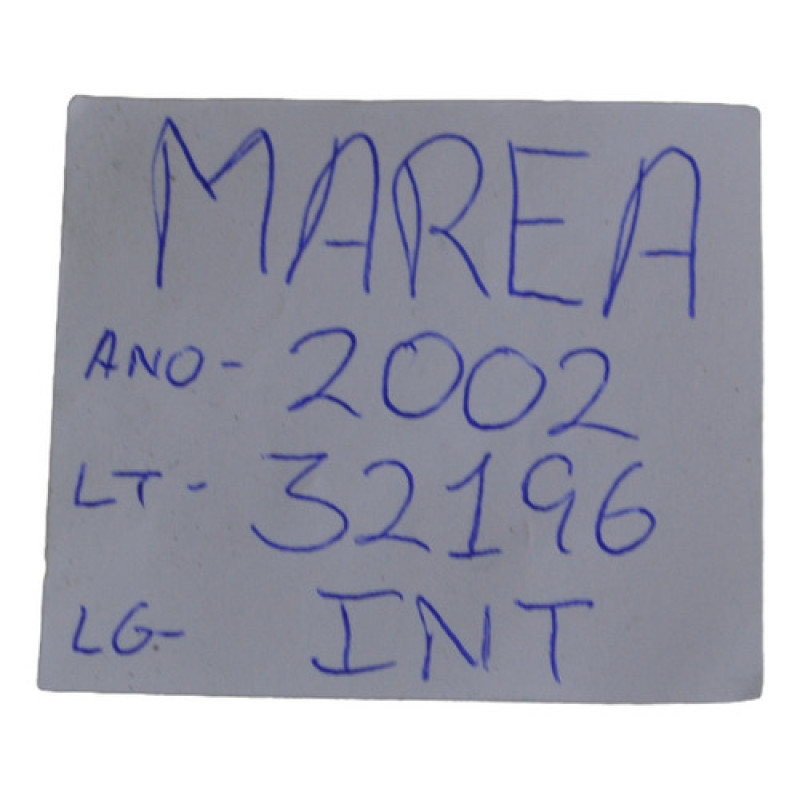 MAREA
ANO- 2002
LT- 32196
LG- INT